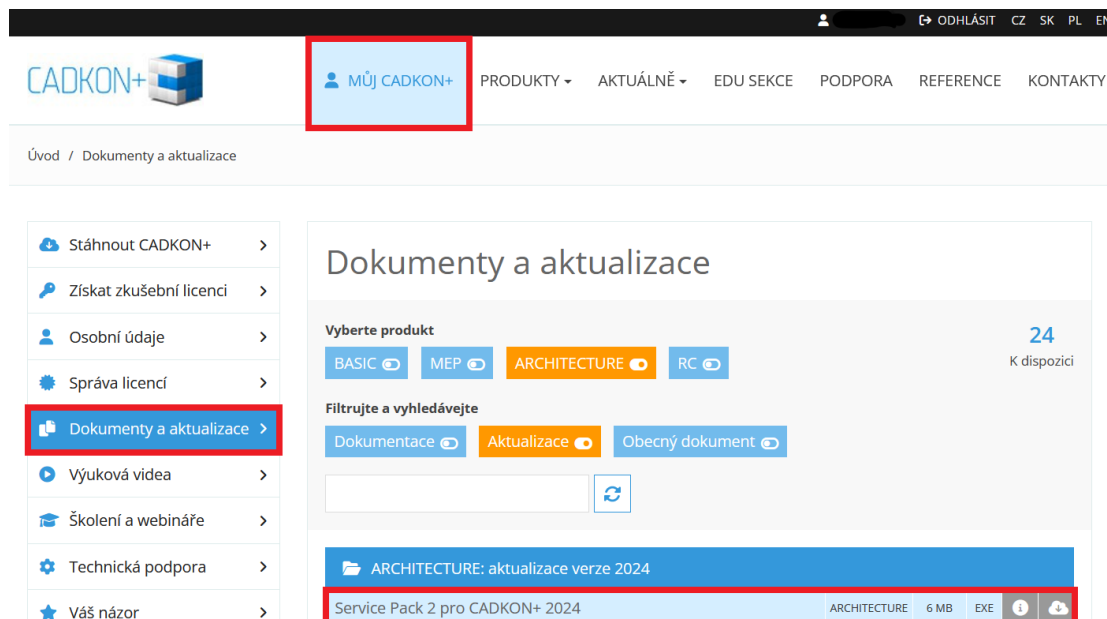 ODHLÁSIT CZ SK PL EN
CADKON+
MŮJ CADKON+ PRODUKTY AKTUÁLNĚ EDU SEKCE PODPORA REFERENCE KONTAKTY
Úvod / Dokumenty a aktualizace
Stáhnout CADKON+
Získat zkušební licenci
Osobní údaje
Správa licencí
Dokumenty a aktualizace
Výuková videa
Školení a webináře
Technická podpora
Váš názor
Dokumenty a aktualizace
Vyberte produkt
BASIC MEP ARCHITECTURE RC
24
K dispozici
Filtrujte a vyhledávejte
Dokumentace Aktualizace Obecný dokument
ARCHITECTURE: aktualizace verze 2024
Service Pack 2 pro CADKON+ 2024 ARCHITECTURE 6 MB EXE